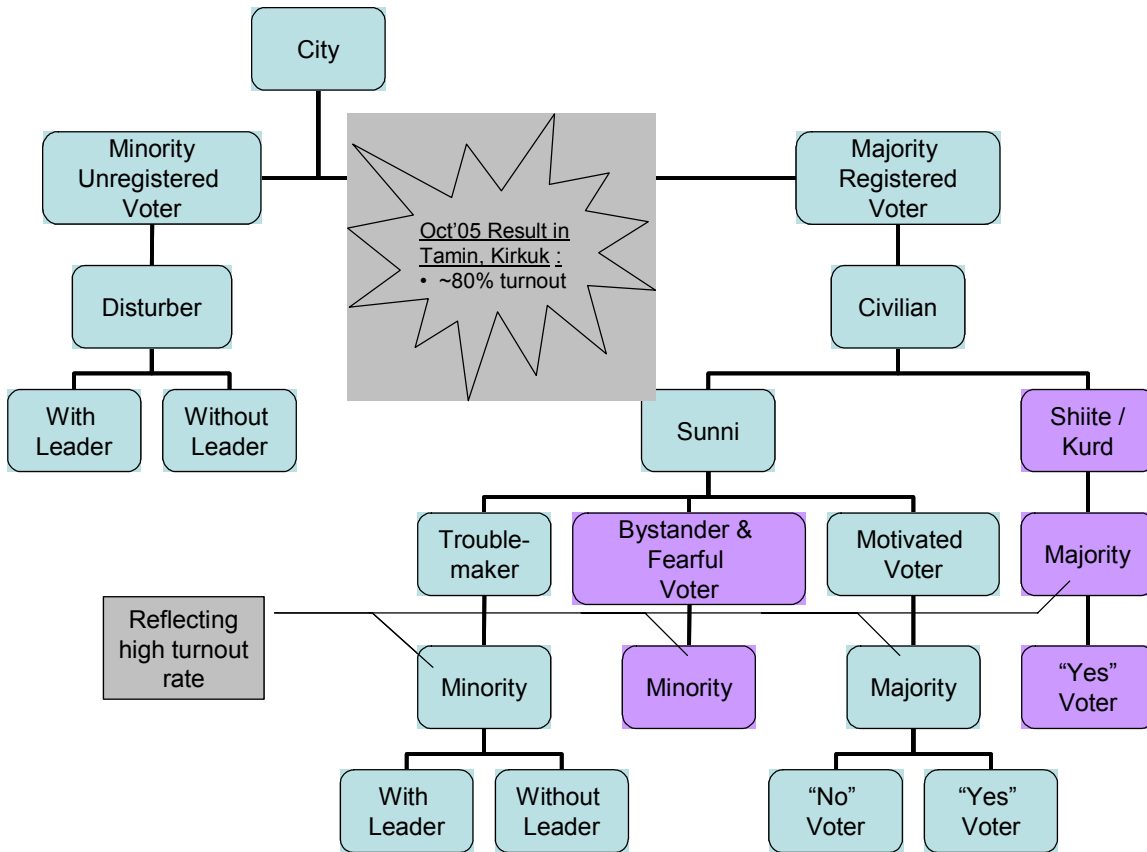 City
Minority
Unregistered
Voter
Majority
Registered
Voter
Oct'05 Result in
Tamin, Kirkuk :
• ~80% turnout
Disturber
Civilian
With
Leader
Without
Leader
Sunni
Shiite /
Kurd
Trouble-
maker
Bystander &
Fearful
Voter
Motivated
Voter
Majority
Reflecting
high turnout
rate
Minority
Minority
Majority
“Yes”
Voter
With
Leader
Without
Leader
“No”
Voter
“Yes”
Voter